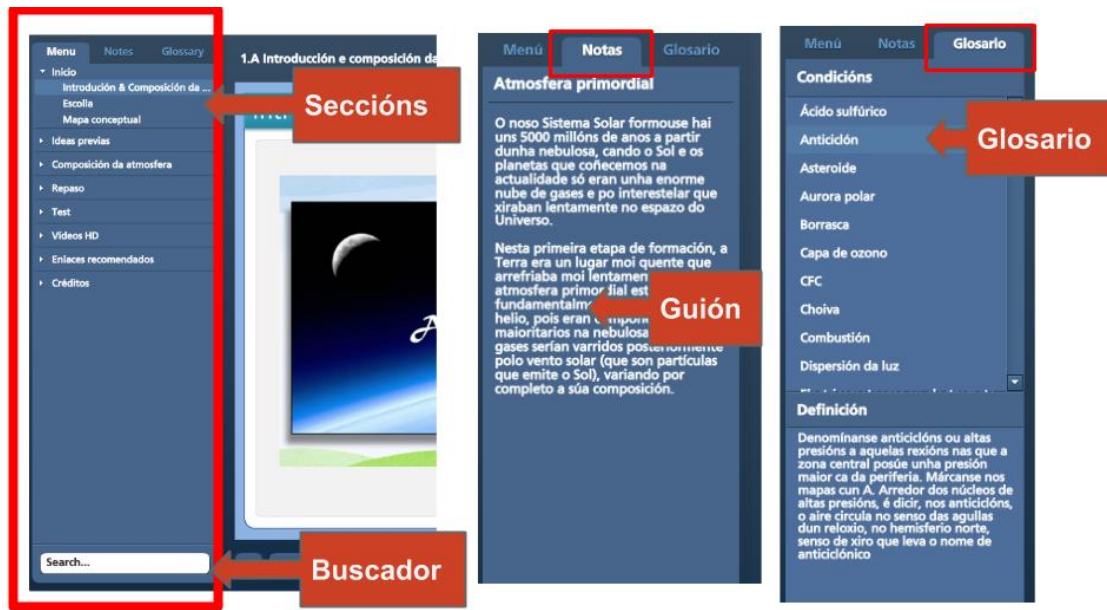 Menu Notes Glossary
Inicio
Introdución & Composición da ...
Escolla
Mapa conceptual
Ideas previas
Composición da atmosfera
Repaso
Test
Vídeos HD
Enlaces recomendados
Créditos
Search...
1.A Introducción e composición da
Seccións
Buscador
Menú Notas Glosario
Atmosfera primordial
O noso Sistema Solar formouse hai
uns 5000 millóns de anos a partir
dunha nebulosa, cando o Sol e os
planetas que coñecemos na
actualidade só eran unha enorme
nube de gases e po interestelar que
xiraban lentamente no espazo do
Universo.
Nesta primeira etapa de formación, a
Terra era un lugar moi quente que
arrefriaba moi lentamen
atmosfera primordial est
fundamentalm
helio, pois eran
maioritarios na nebulosa
gases serían varridos posteriormente
polo vento solar (que son partículas
que emite o Sol), variando por
completo a súa composición.
Guión
Menú Notas Glosario
Condicións
Ácido sulfúrico
Anticiclón
Asteroide
Aurora polar
Borrasca
Capa de ozono
CFC
Choiva
Combustión
Dispersión da luz
Glosario
Definición
Denomínanse anticiclóns ou altas
presións a aquelas rexións nas que a
zona central posúe unha presión
maior ca da periferia. Márcanse nos
mapas cun A. Arredor dos núcleos de
altas presións, é dicir, nos anticiclóns,
o aire circula no senso das agullas
dun reloxio, no hemisferio norte,
senso de xiro que leva o nome de
anticiclónico